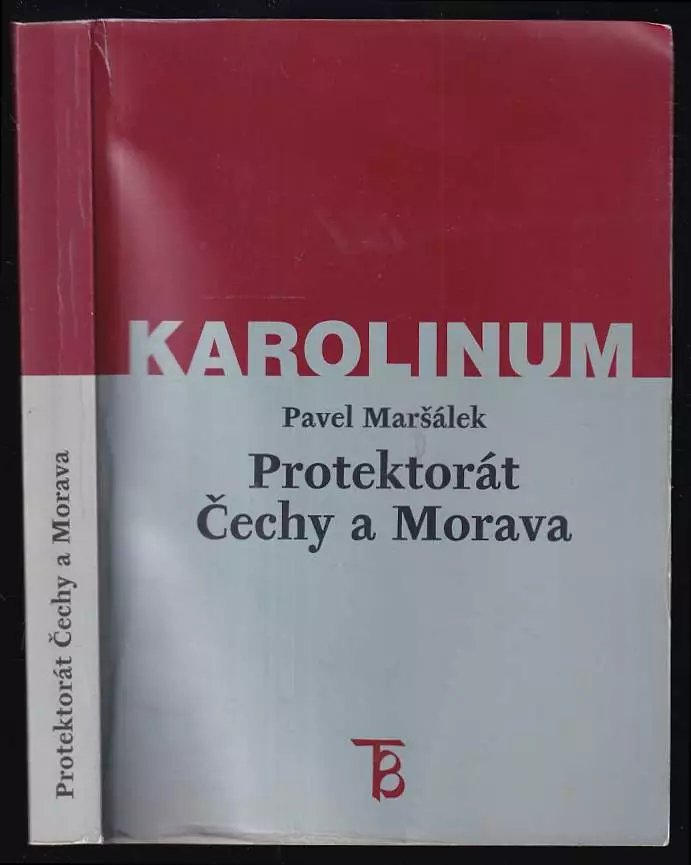 KAROLINUM
Pavel Maršálek
Protektorát
Čechy a Morava
Protektorát Čechy a Morava